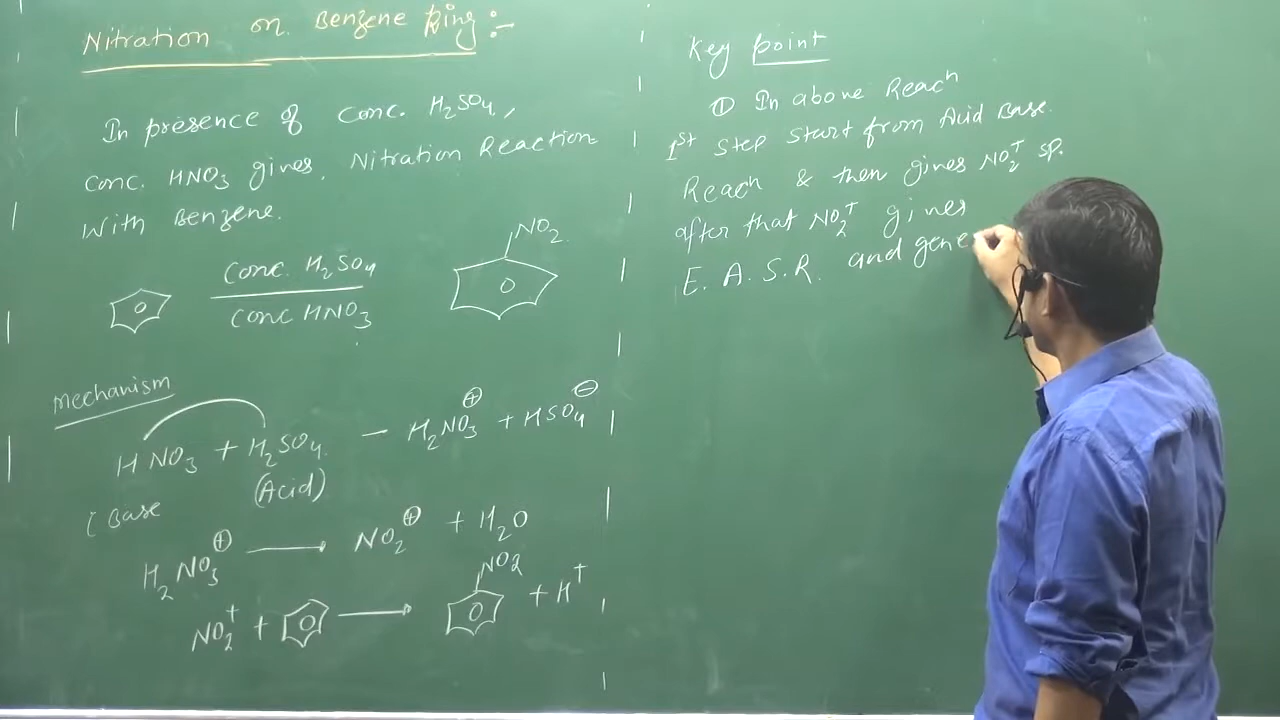 Nitration on Benzene Ring :-
In presence of conc. H₂SO₄,
conc. HNO₃ gives, Nitration Reaction
with Benzene.
conc. H₂SO₄
conc HNO₃
NO₂
Mechanism
HNO₃ + H₂SO₄ — H₂NO₃⊕ + HSO₄⊖
(Base
(Acid)
H₂NO₃⊕ → NO₂⊕ + H₂O
NO₂
NO₂⁺ + → + H⁺
Key point
① In above Reacⁿ
1st step start from Acid Base.
Reacⁿ & then gives NO₂⁺ sp.
after that NO₂⁺ gives
E. A. S. R. and gene